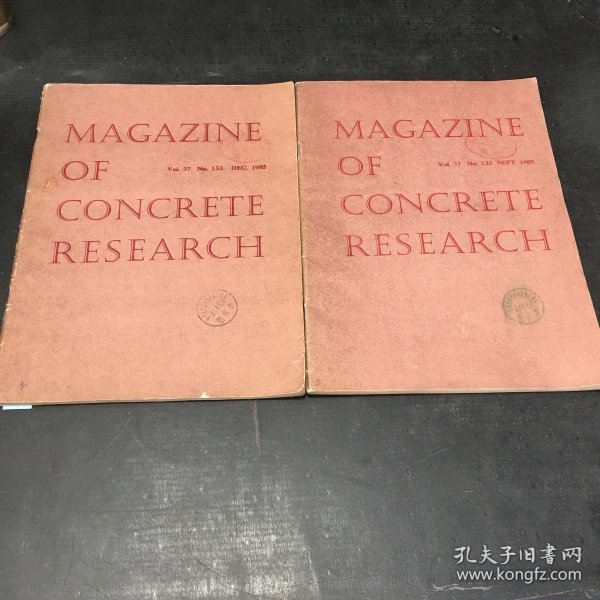 MAGAZINE
OF
Vol. 37 No. 133 DEC. 1985
CONCRETE
RESEARCH
MAGAZINE
OF
Vol. 37 No. 132 SEPT. 1985
CONCRETE
RESEARCH
孔夫子旧书网
www.kongfz.com